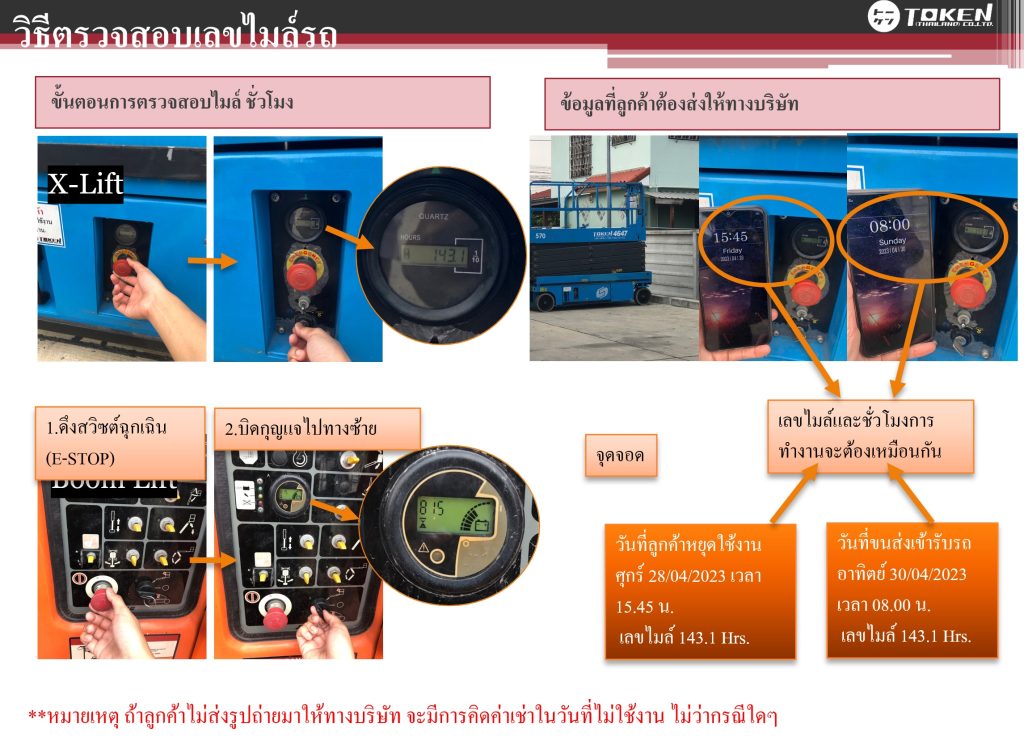 วิธีตรวจสอบเลขไมล์รถ
TOKEN
(THAILAND) CO.,LTD.
ขั้นตอนการตรวจสอบไมล์ ชั่วโมง
ข้อมูลที่ลูกค้าต้องส่งให้ทางบริษัท
X-Lift
QUARTZ
HOURS
143.1
1/10
570
TOKEN 4647
15:45
Friday
2023/04/28
08:00
Sunday
1.ดึงสวิซต์ฉุกเฉิน
(E-STOP)
2.บิดกุญแจไปทางซ้าย
Boom Lift
815
จุดจอด
เลขไมล์และชั่วโมงการ
ทำงานจะต้องเหมือนกัน
วันที่ลูกค้าหยุดใช้งาน
ศุกร์ 28/04/2023 เวลา
15.45 น.
เลขไมล์ 143.1 Hrs.
วันที่ขนส่งเข้ารับรถ
อาทิตย์ 30/04/2023
เวลา 08.00 น.
เลขไมล์ 143.1 Hrs.
**หมายเหตุ ถ้าลูกค้าไม่ส่งรูปถ่ายมาให้ทางบริษัท จะมีการคิดค่าเช่าในวันที่ไม่ใช้งาน ไม่ว่ากรณีใดๆ